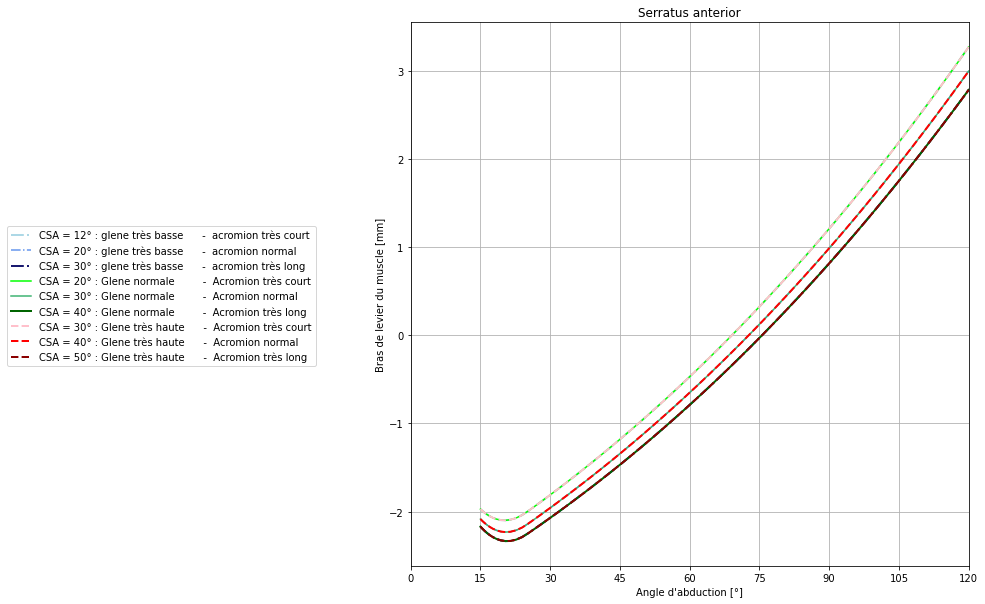 Serratus anterior
CSA = 12° : glene très basse - acromion très court
CSA = 20° : glene très basse - acromion normal
CSA = 30° : glene très basse - acromion très long
CSA = 20° : Glene normale - Acromion très court
CSA = 30° : Glene normale - Acromion normal
CSA = 40° : Glene normale - Acromion très long
CSA = 30° : Glene très haute - Acromion très court
CSA = 40° : Glene très haute - Acromion normal
CSA = 50° : Glene très haute - Acromion très long
Bras de levier du muscle [mm]
3
2
1
0
−1
−2
0 15 30 45 60 75 90 105 120
Angle d'abduction [°]